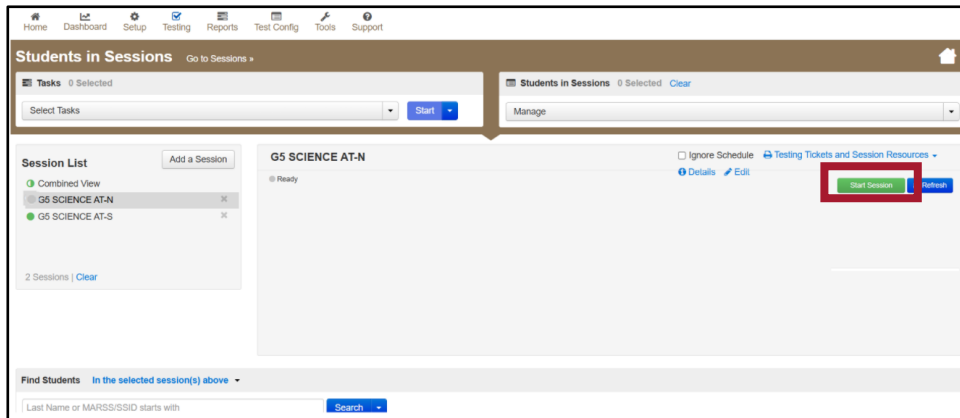 Home Dashboard Setup Testing Reports Test Config Tools Support
Students in Sessions Go to Sessions »
Tasks 0 Selected
Students in Sessions 0 Selected Clear
Select Tasks
Start
Manage
Session List
Add a Session
Combined View
G5 SCIENCE AT-N
G5 SCIENCE AT-S
2 Sessions | Clear
G5 SCIENCE AT-N
Ignore Schedule Testing Tickets and Session Resources
Details Edit
Ready
Start Session
Refresh
Find Students In the selected session(s) above
Last Name or MARSS/SSID starts with
Search